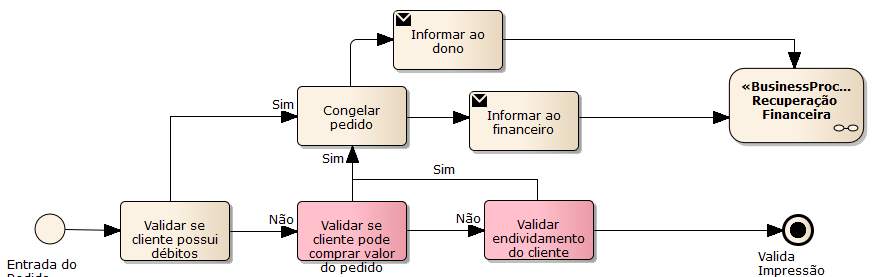 Informar ao
dono
«BusinessProc...
Recuperação
Financeira
Sim
Congelar
pedido
Informar ao
financeiro
Sim
Sim
Entrada do
Pedido
Validar se
cliente possui
débitos
Não
Validar se
cliente pode
comprar valor
do pedido
Não
Validar
endividamento
do cliente
Valida
Impressão